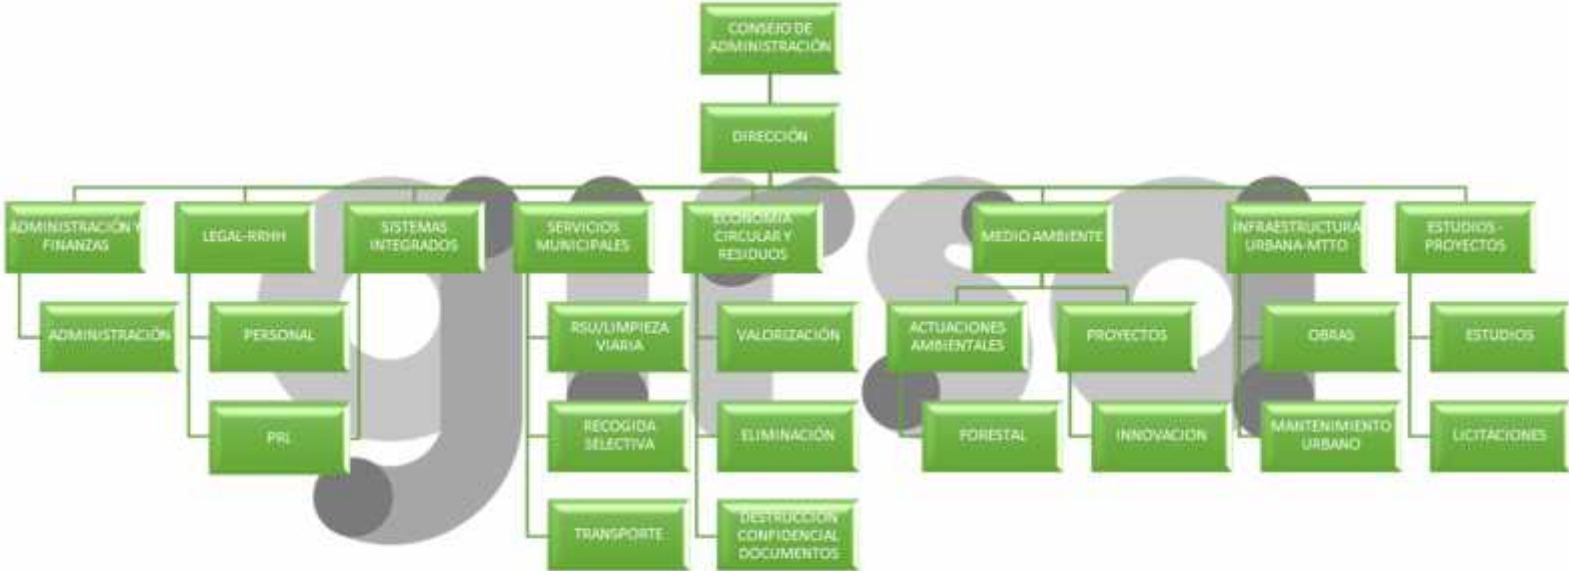 CONSEJO DE
ADMINISTRACIÓN
DIRECCIÓN
ADMINISTRACIÓN Y
FINANZAS
LEGAL-RRHH
SISTEMAS
INTEGRADOS
SERVICIOS
MUNICIPALES
ECONOMÍA
CIRCULAR Y
RESIDUOS
MEDIO AMBIENTE
INFRAESTRUCTURA
URBANA-MTTO
ESTUDIOS -
PROYECTOS
ADMINISTRACIÓN
PERSONAL
RSU/LIMPIEZA
VIARIA
VALORIZACIÓN
ACTUACIONES
AMBIENTALES
PROYECTOS
OBRAS
ESTUDIOS
PRL
RECOGIDA
SELECTIVA
ELIMINACIÓN
FORESTAL
INNOVACION
MANTENIMIENTO
URBANO
LICITACIONES
TRANSPORTE
DESTRUCCIÓN
CONFIDENCIAL
DOCUMENTOS
girsa